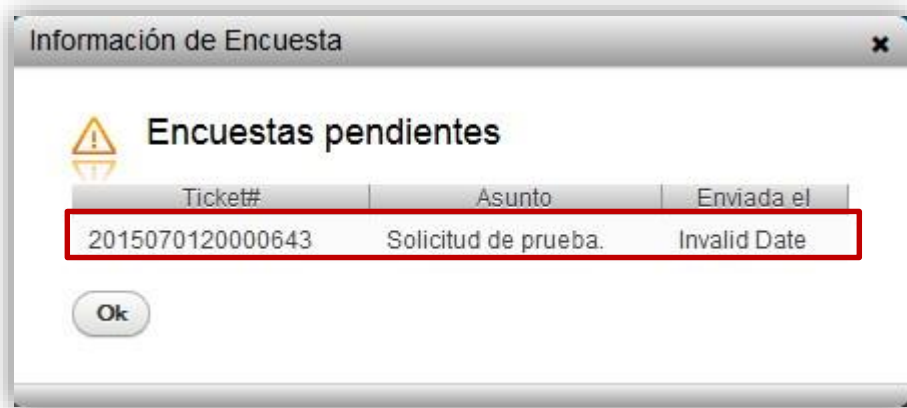 Información de Encuesta
Encuestas pendientes
Ticket# Asunto Enviada el
2015070120000643 Solicitud de prueba. Invalid Date
Ok